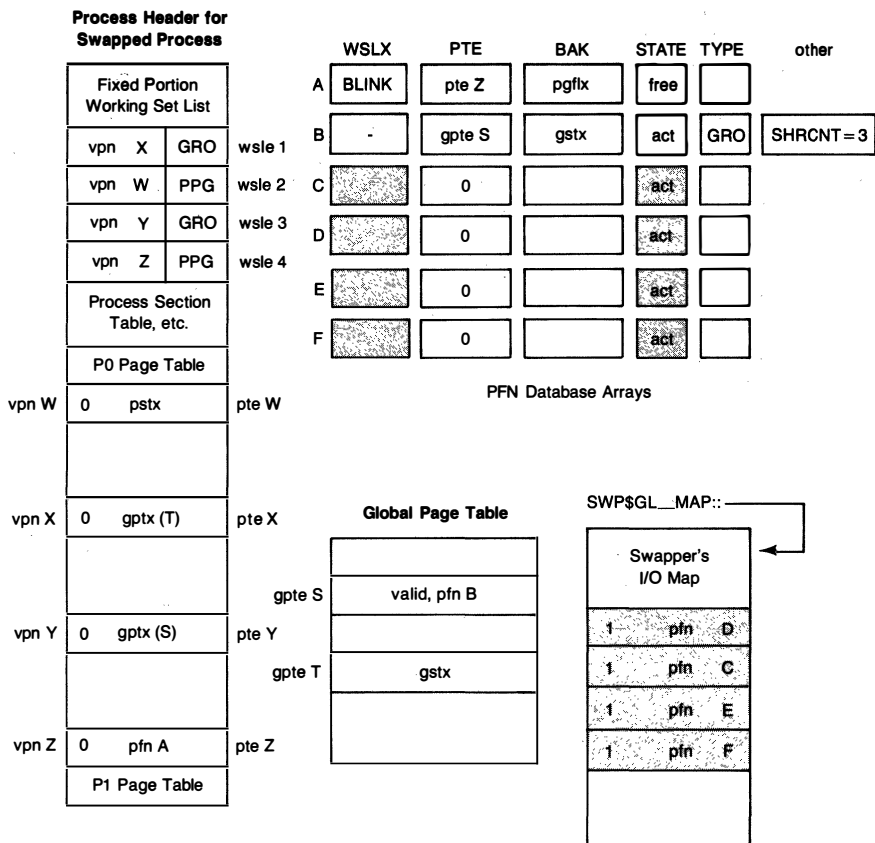 Process Header for
Swapped Process
Fixed Portion
Working Set List
vpn X GRO wsle 1
vpn W PPG wsle 2
vpn Y GRO wsle 3
vpn Z PPG wsle 4
Process Section
Table, etc.
P0 Page Table
vpn W 0 pstx pte W
vpn X 0 gptx (T) pte X
vpn Y 0 gptx (S) pte Y
vpn Z 0 pfn A pte Z
P1 Page Table
WSLX PTE BAK STATE TYPE other
A BLINK pte Z pgflx free
B - gpte S gstx act GRO SHRCNT=3
C 0 act
D 0 act
E 0 act
F 0 act
PFN Database Arrays
Global Page Table
gpte S valid, pfn B
gpte T gstx
SWP$GL__MAP::
Swapper's
I/O Map
1 pfn D
1 pfn C
1 pfn E
1 pfn F